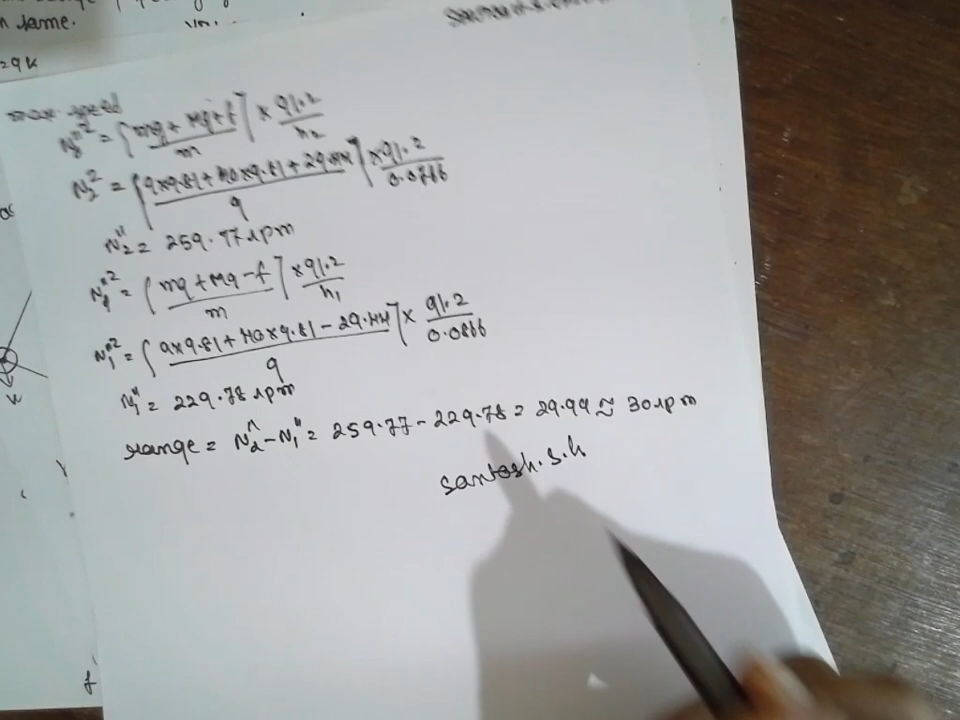 n same.
max. speed
N₂"² = [mg + Mg + f / m] × 91.2 / h₂
N₂² = [9×9.81 + 40×9.81 + 29.44 / 9] × 91.2 / 0.0766
N₂" = 259.77 rpm
N₁"² = [mg + Mg - f / m] × 91.2 / h₁
N₁"² = [9×9.81 + 40×9.81 - 29.44 / 9] × 91.2 / 0.0866
N₁" = 229.78 rpm
range = N₂" - N₁" = 259.77 - 229.78 = 29.99 ≈ 30 rpm
santosh.s.k